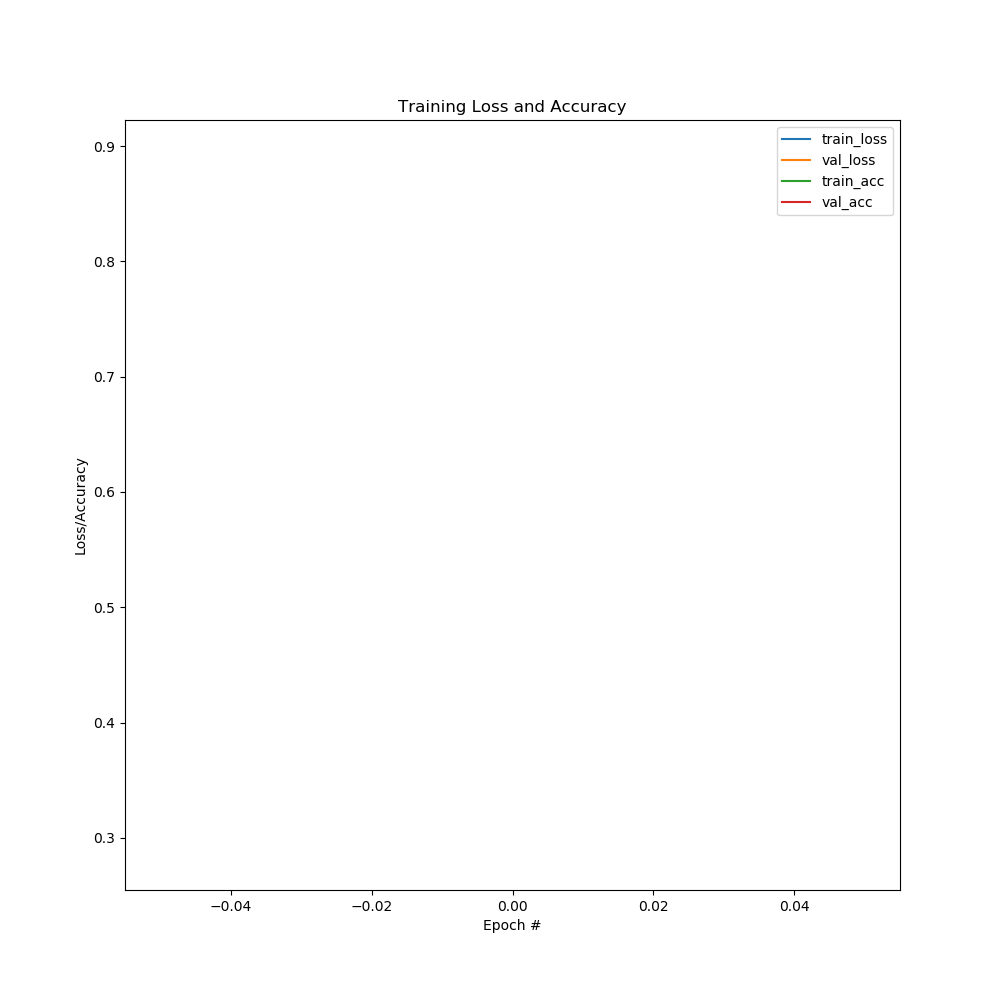 Training Loss and Accuracy
train_loss
val_loss
train_acc
val_acc
0.9
0.8
0.7
0.6
0.5
0.4
0.3
Loss/Accuracy
−0.04 −0.02 0.00 0.02 0.04
Epoch #